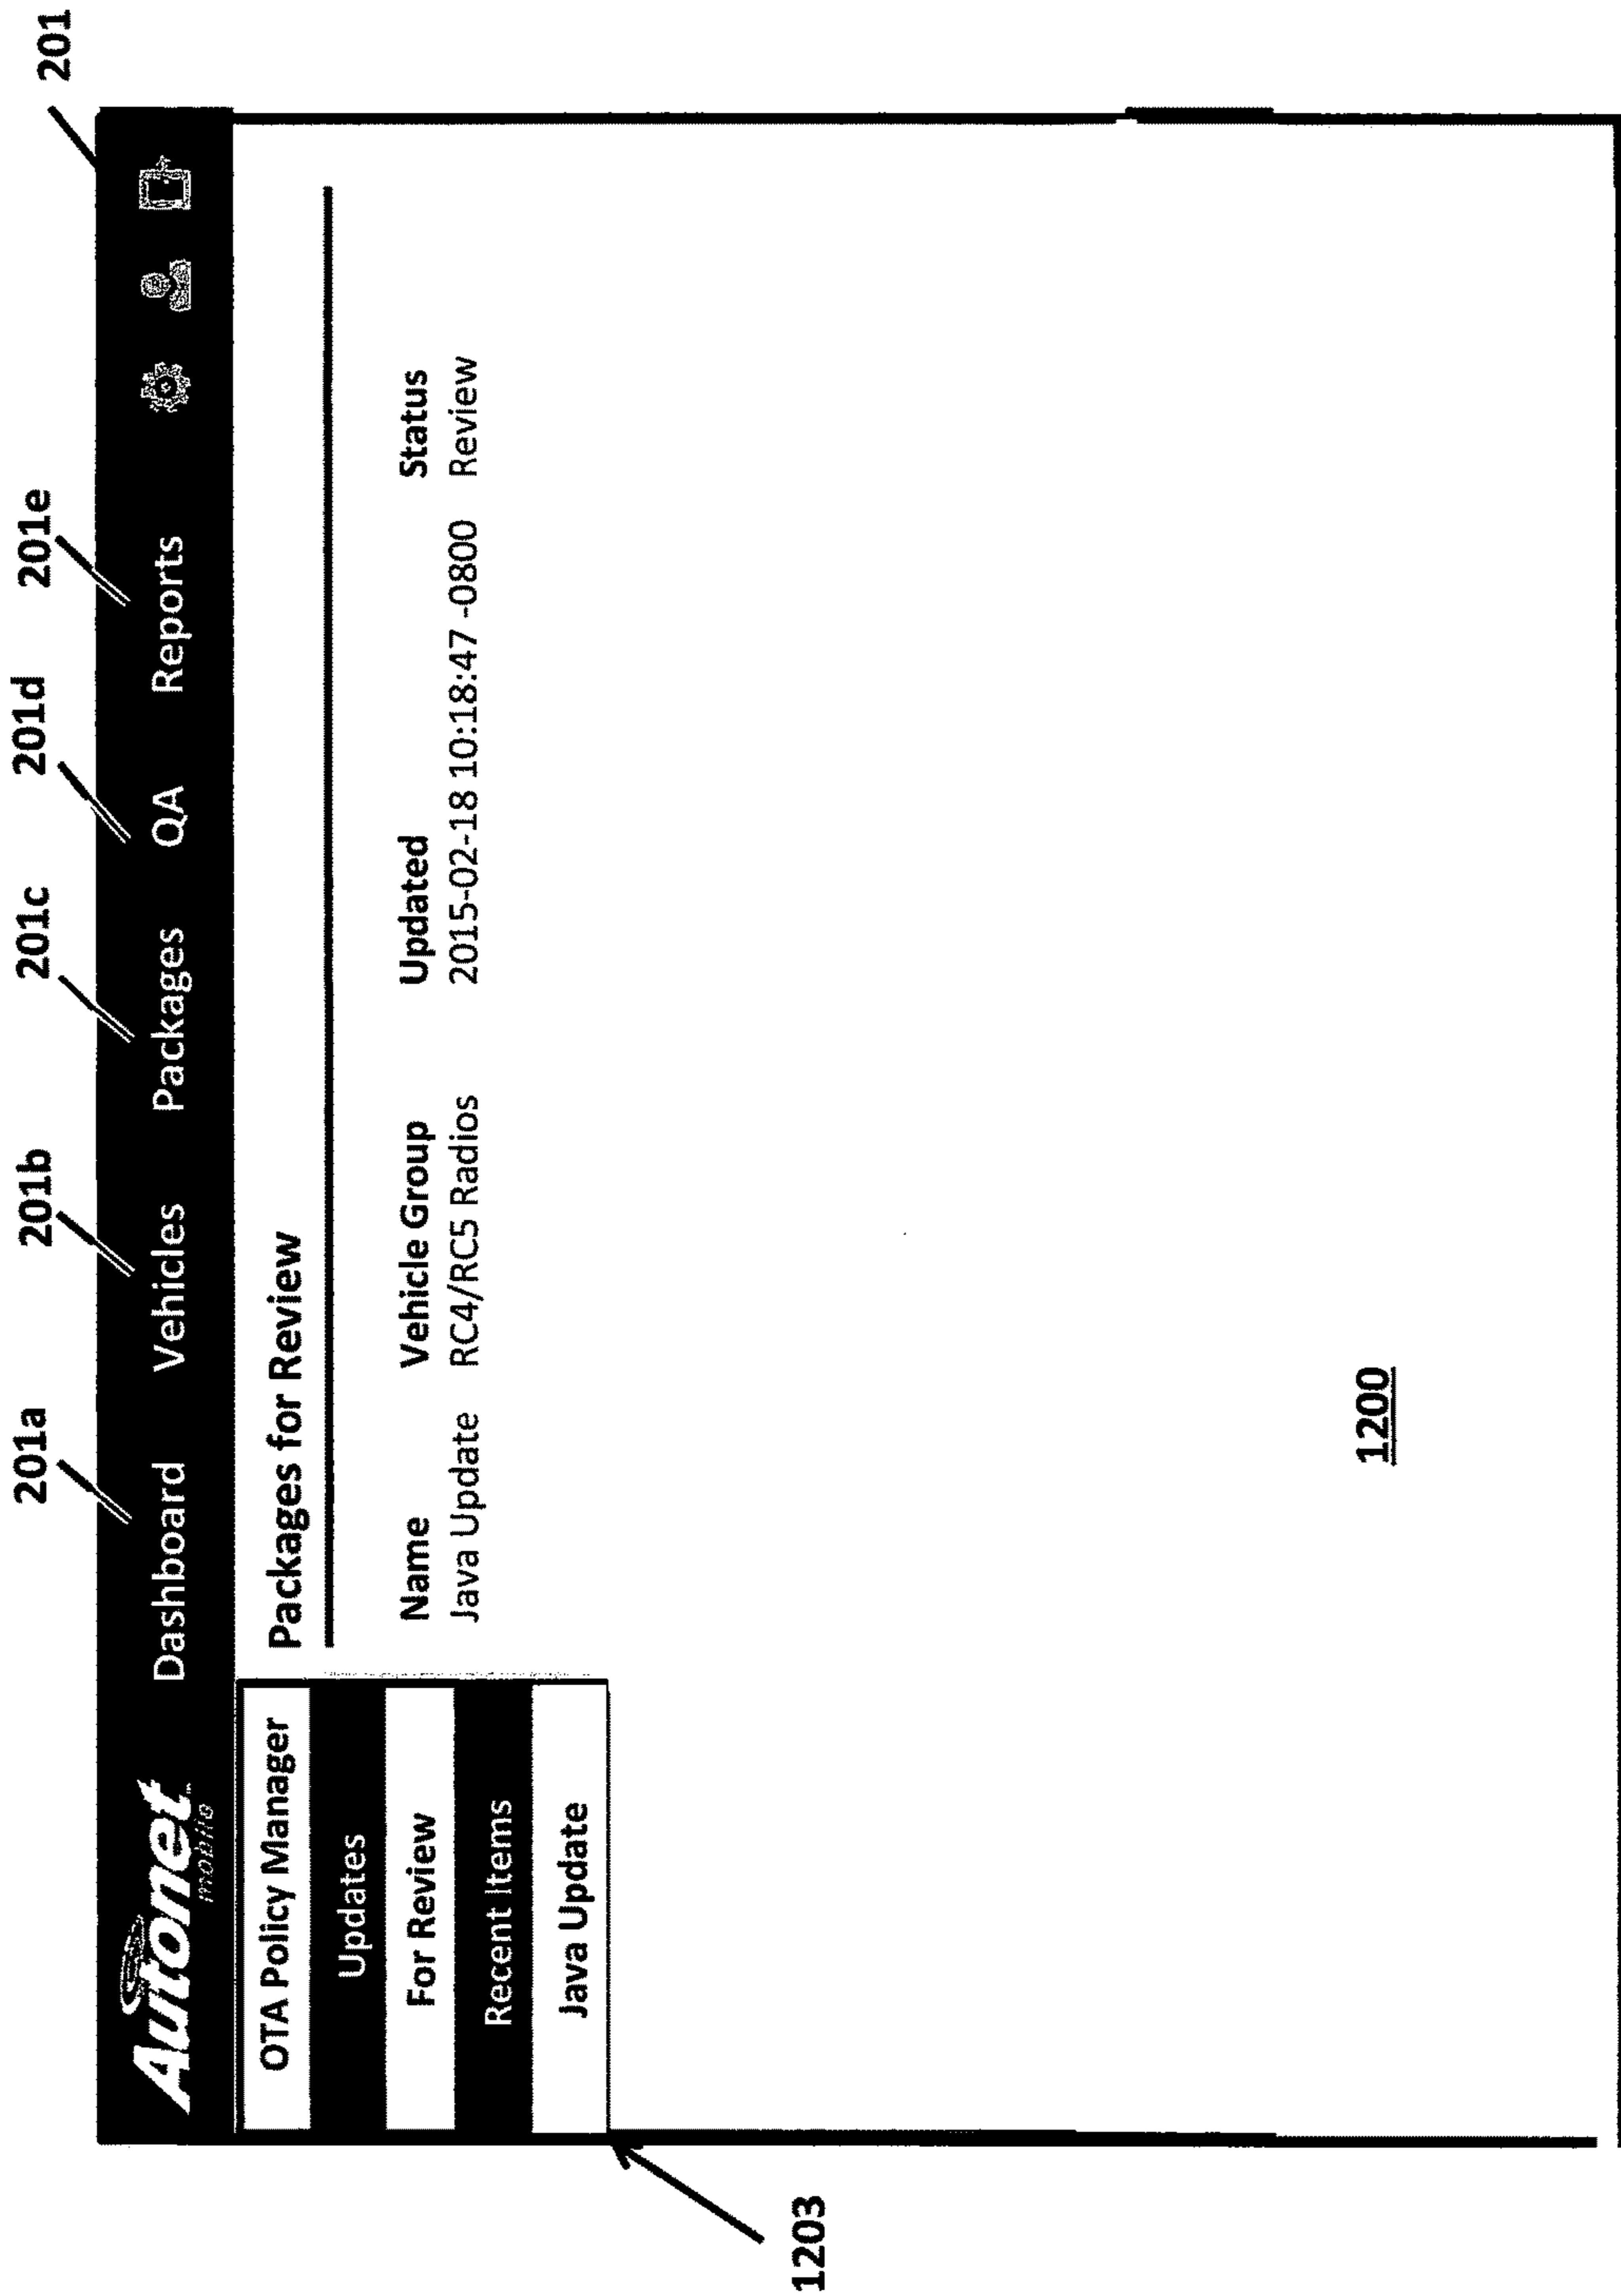 201a 201b 201c 201d 201e 201
Autonet Dashboard Vehicles Packages QA Reports
mobile
OTA Policy Manager
Updates
For Review
Recent Items
Java Update
Packages for Review
Name Vehicle Group Updated Status
Java Update RC4/RC5 Radios 2015-02-18 10:18:47 -0800 Review
1203
1200